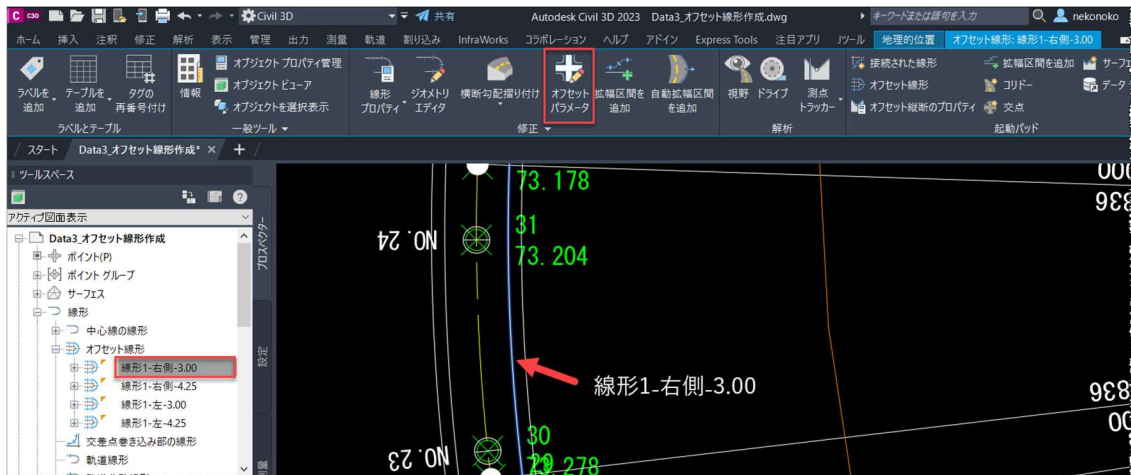 C C3D Civil 3D 共有 Autodesk Civil 3D 2023 Data3_オフセット線形作成.dwg キーワードまたは語句を入力 nekonoko
ホーム 挿入 注釈 修正 解析 表示 管理 出力 測量 軌道 割り込み InfraWorks コラボレーション ヘルプ アドイン Express Tools 注目アプリ Jツール 地理的位置 オフセット線形: 線形1-右側-3.00
ラベルを追加 テーブルを追加 タグの再番号付け 情報 オブジェクト プロパティ管理 線形プロパティ ジオメトリエディタ 横断勾配摺り付け オフセットパラメータ 拡幅区間を追加 自動拡幅区間を追加 視野 ドライブ 測点トラッカー 接続された線形 拡幅区間を追加 サーフェ
オブジェクト ビューア オフセット線形 コリドー データ
オブジェクトを選択表示 オフセット縦断のプロパティ 交点
ラベルとテーブル 一般ツール 修正 解析 起動パッド
スタート Data3_オフセット線形作成*
ツールスペース
アクティブ図面表示
Data3_オフセット線形作成
ポイント(P)
ポイント グループ
サーフェス
線形
中心線の線形
オフセット線形
線形1-右側-3.00
線形1-右側-4.25
線形1-左-3.00
線形1-左-4.25
交差点巻き込み部の線形
軌道線形
プロスペクター
設定
測量
73.178
NO. 24
31
73.204
線形1-右側-3.00
NO. 23
30
836
9838